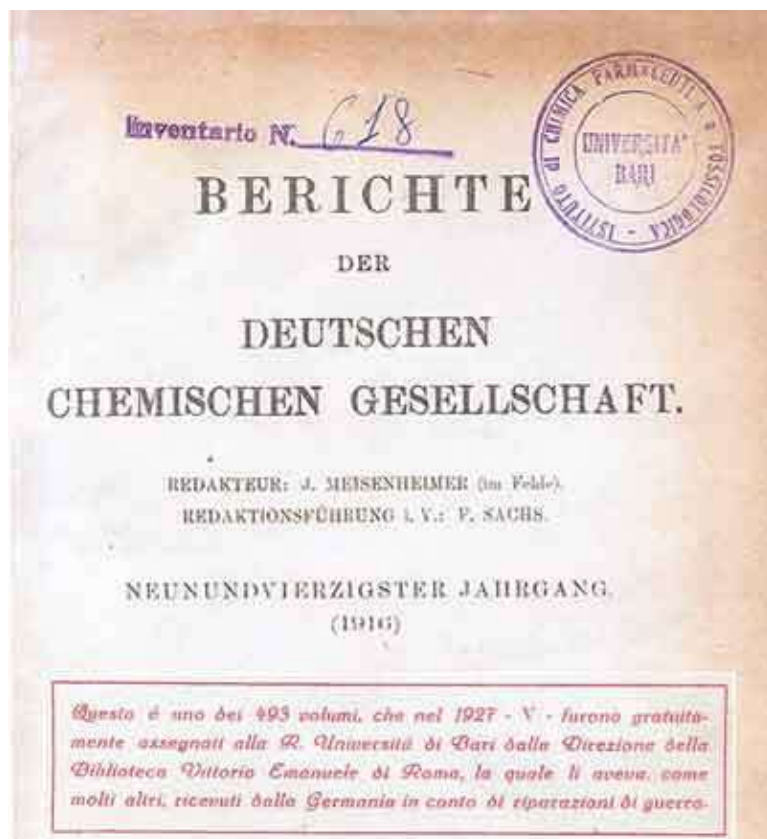 Inventario N. 618
ISTITUTO di CHIMICA FARMACEUTICA e TOSSICOLOGICA -
UNIVERSITA'
BARI
BERICHTE
DER
DEUTSCHEN
CHEMISCHEN GESELLSCHAFT.
REDAKTEUR: J. MEISENHEIMER (im Felde).
REDAKTIONSFÜHRUNG i. V.: F. SACHS.
NEUNUNDVIERZIGSTER JAHRGANG.
(1916)
Questo é uno dei 493 volumi, che nel 1927 - V - furono gratuita-
mente assegnati alla R. Universitá di Bari dalla Direzione della
Biblioteca Vittorio Emanuele di Roma, la quale li aveva, come
molti altri, ricevuti dalla Germania in conto di riparazioni di guerra.